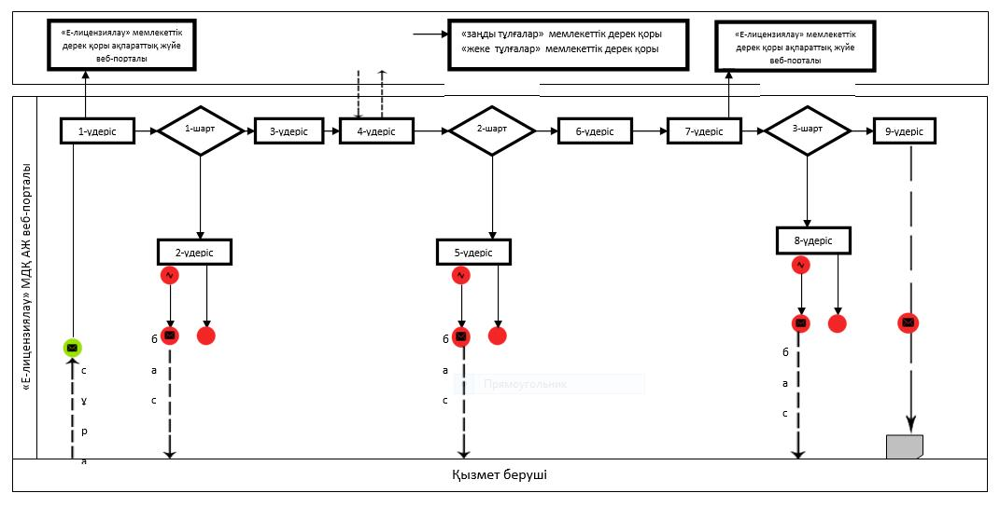 «Е-лицензиялау» мемлекеттік
дерек қоры ақпараттық жүйе
веб-порталы
«заңды тұлғалар» мемлекеттік дерек қоры
«жеке тұлғалар» мемлекеттік дерек қоры
«Е-лицензиялау» мемлекеттік
дерек қоры ақпараттық жүйе
веб-порталы
«Е-лицензиялау» МДҚ АЖ веб-порталы
1-үдеріс
1-шарт
3-үдеріс
4-үдеріс
2-шарт
6-үдеріс
7-үдеріс
3-шарт
9-үдеріс
2-үдеріс
5-үдеріс
8-үдеріс
с
ұ
р
а
б
а
с
б
а
с
б
а
с
Прямоугольник
Қызмет беруші